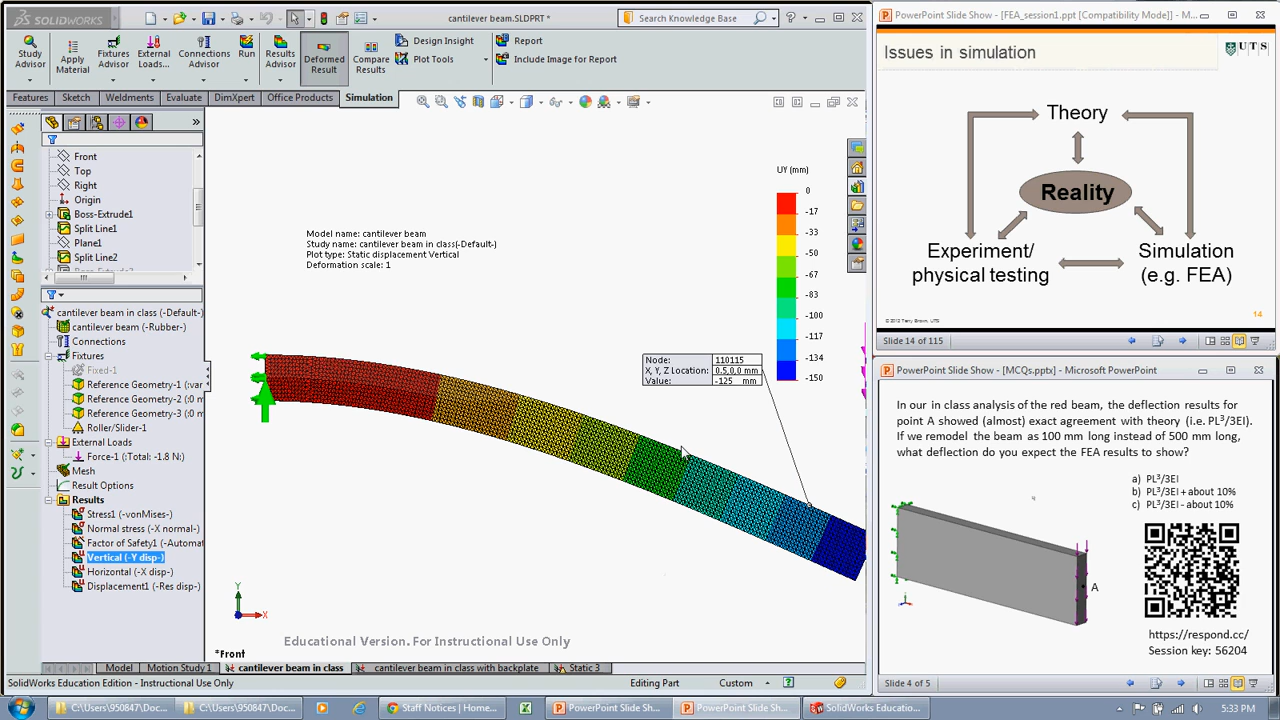 SOLIDWORKS
cantilever beam.SLDPRT *
Search Knowledge Base
Study
Advisor
Apply
Material
Fixtures
Advisor
External
Loads...
Connections
Advisor
Run
Results
Advisor
Deformed
Result
Compare
Results
Design Insight
Plot Tools
Report
Include Image for Report
Features
Sketch
Weldments
Evaluate
DimXpert
Office Products
Simulation
Front
Top
Right
Origin
Boss-Extrude1
Split Line1
Plane1
Split Line2
cantilever beam in class (-Default-)
cantilever beam (-Rubber-)
Connections
Fixtures
Fixed-1
Reference Geometry-1 (:var
Reference Geometry-2 (:0 m
Reference Geometry-3 (:0 m
Roller/Slider-1
External Loads
Force-1 (:Total: -1.8 N:)
Mesh
Result Options
Results
Stress1 (-vonMises-)
Normal stress (-X normal-)
Factor of Safety1 (-Automat
Vertical (-Y disp-)
Horizontal (-X disp-)
Displacement1 (-Res disp-)
Model name: cantilever beam
Study name: cantilever beam in class(-Default-)
Plot type: Static displacement Vertical
Deformation scale: 1
UY (mm)
0
-17
-33
-50
-67
-83
-100
-117
-134
-150
Node: 110115
X, Y, Z Location: 0.5,0,0 mm
Value: -125 mm
Y
X
Educational Version. For Instructional Use Only
*Front
Model
Motion Study 1
cantilever beam in class
cantilever beam in class with backplate
Static 3
SolidWorks Education Edition - Instructional Use Only
Editing Part
Custom
PowerPoint Slide Show - [FEA_session1.ppt [Compatibility Mode]] - M...
Issues in simulation
UTS
Theory
Reality
Experiment/
physical testing
Simulation
(e.g. FEA)
© 2012 Terry Brown, UTS
14
Slide 14 of 115
PowerPoint Slide Show - [MCQs.pptx] - Microsoft PowerPoint
In our in class analysis of the red beam, the deflection results for
point A showed (almost) exact agreement with theory (i.e. PL³/3EI).
If we remodel the beam as 100 mm long instead of 500 mm long,
what deflection do you expect the FEA results to show?
a) PL³/3EI
b) PL³/3EI + about 10%
c) PL³/3EI - about 10%
A
https://respond.cc/
Session key: 56204
Slide 4 of 5
C:\Users\950847\Doc...
C:\Users\950847\Doc...
Staff Notices | Home...
PowerPoint Slide Sh...
PowerPoint Slide Sh...
SolidWorks Educatio...
5:33 PM